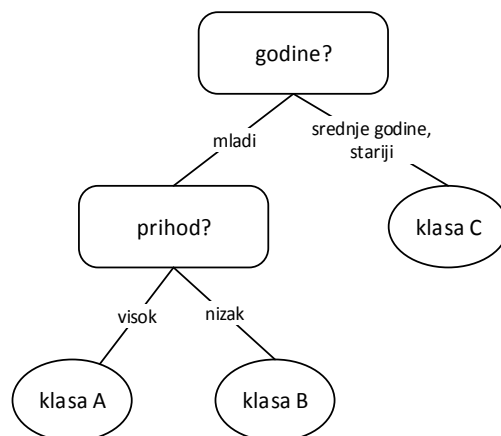 godine?
mladi
srednje godine,
stariji
prihod?
klasa C
visok
nizak
klasa A
klasa B